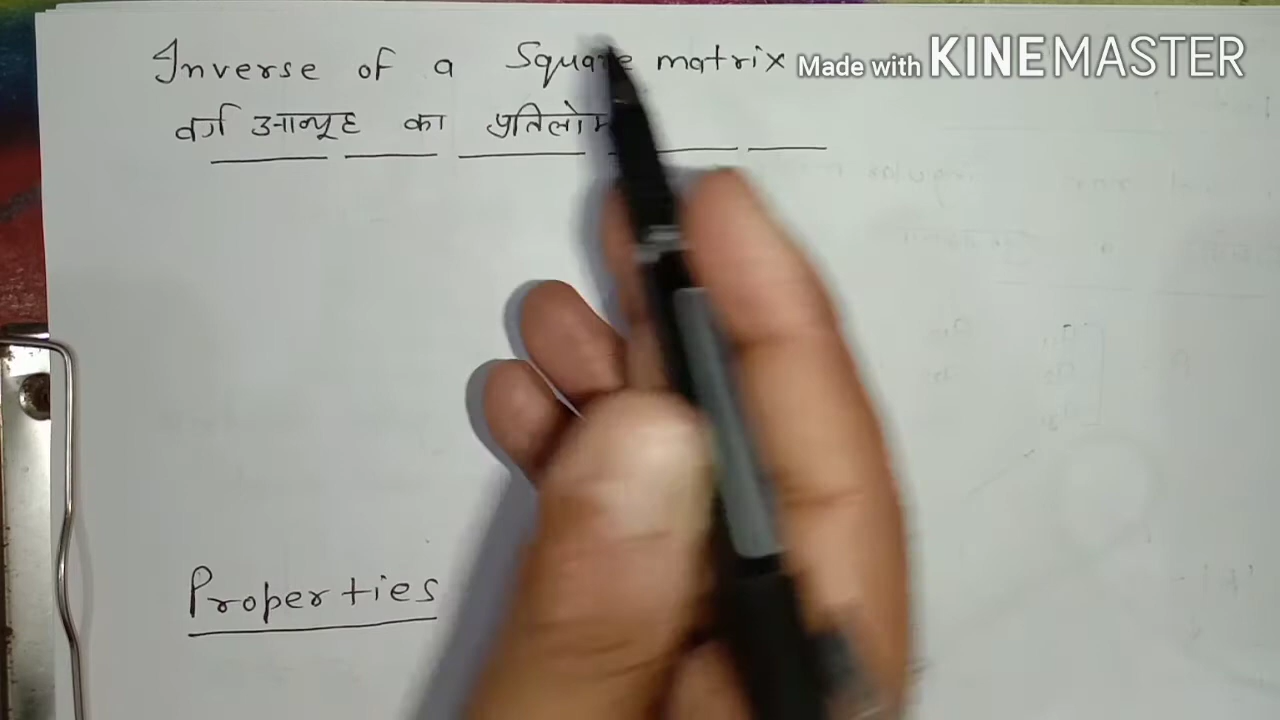 Inverse of a Square matrix
Made with KINEMASTER
वर्ग आव्यूह का प्रतिलोम
Properties